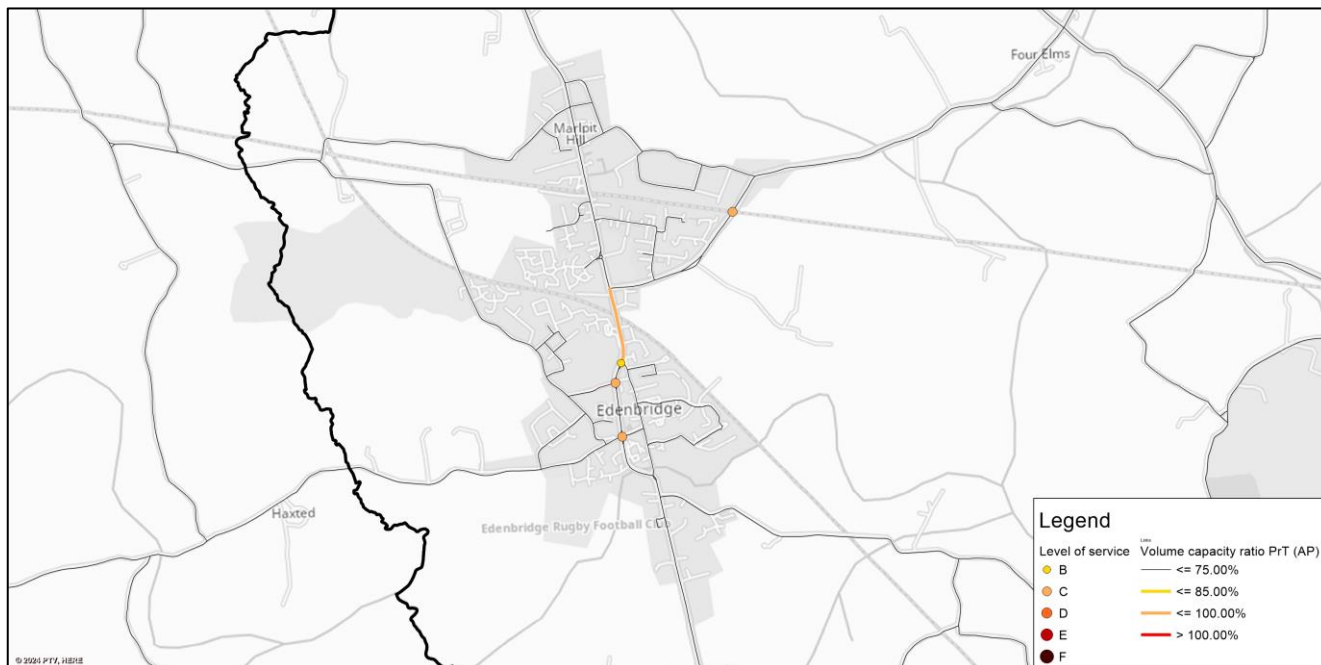 Four Elms
Marlpit
Hill
Edenbridge
Haxted
Edenbridge Rugby Football Club
Legend
Level of service
B
C
D
E
F
Links
Volume capacity ratio PrT (AP)
<= 75.00%
<= 85.00%
<= 100.00%
> 100.00%
© 2024 PTV, HERE